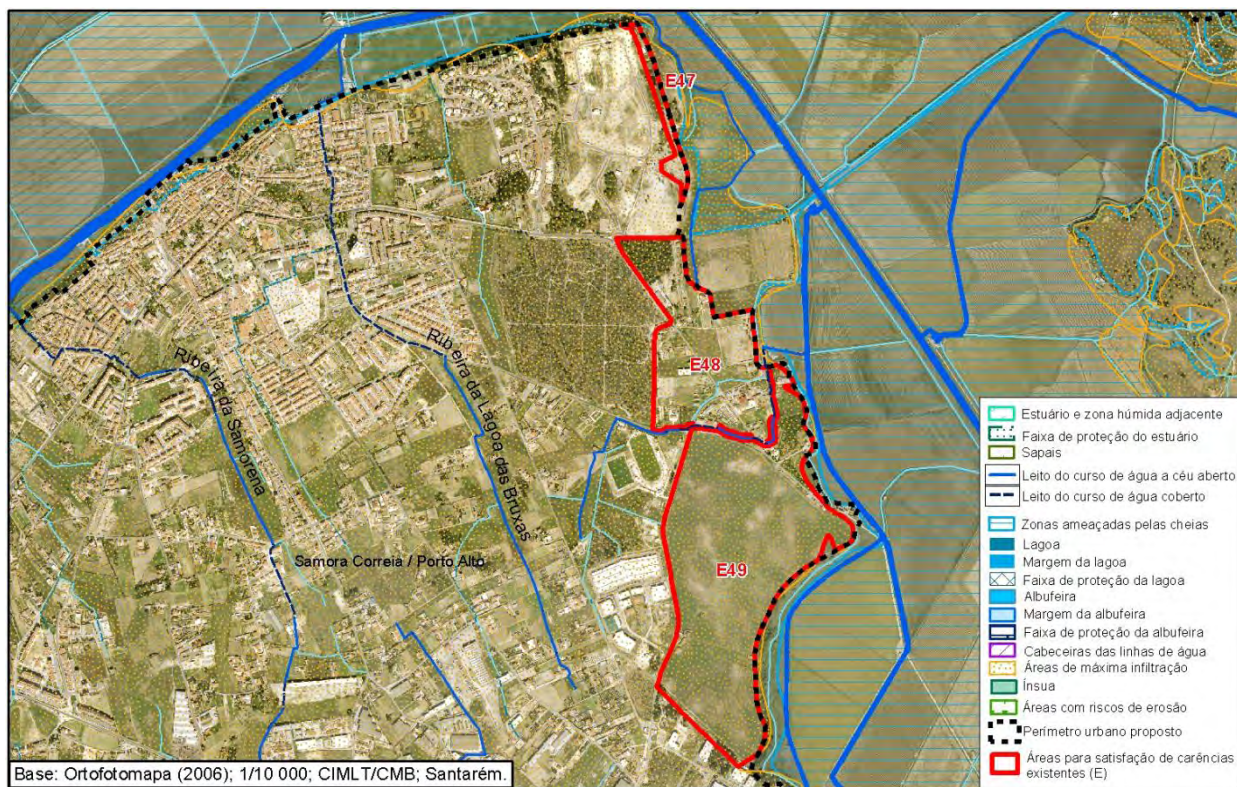 E47
E48
E49
Ribeira da Samorena
Ribeira da Lagoa das Bruxas
Samora Correia / Porto Alto
Estuário e zona húmida adjacente
Faixa de proteção do estuário
Sapais
Leito do curso de água a céu aberto
Leito do curso de água coberto
Zonas ameaçadas pelas cheias
Lagoa
Margem da lagoa
Faixa de proteção da lagoa
Albufeira
Margem da albufeira
Faixa de proteção da albufeira
Cabeceiras das linhas de água
Áreas de máxima infiltração
Ínsua
Áreas com riscos de erosão
Perímetro urbano proposto
Áreas para satisfação de carências
existentes (E)
Base: Ortofotomapa (2006); 1/10 000; CIMLT/CMB; Santarém.